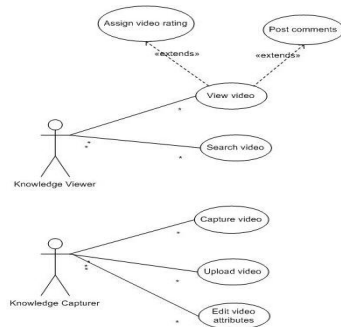 Assign video rating
Post comments
«extends»
«extends»
View video
*
*
*
Search video
*
Knowledge Viewer
Capture video
*
*
*
Upload video
*
Knowledge Capturer
Edit video
attributes
*